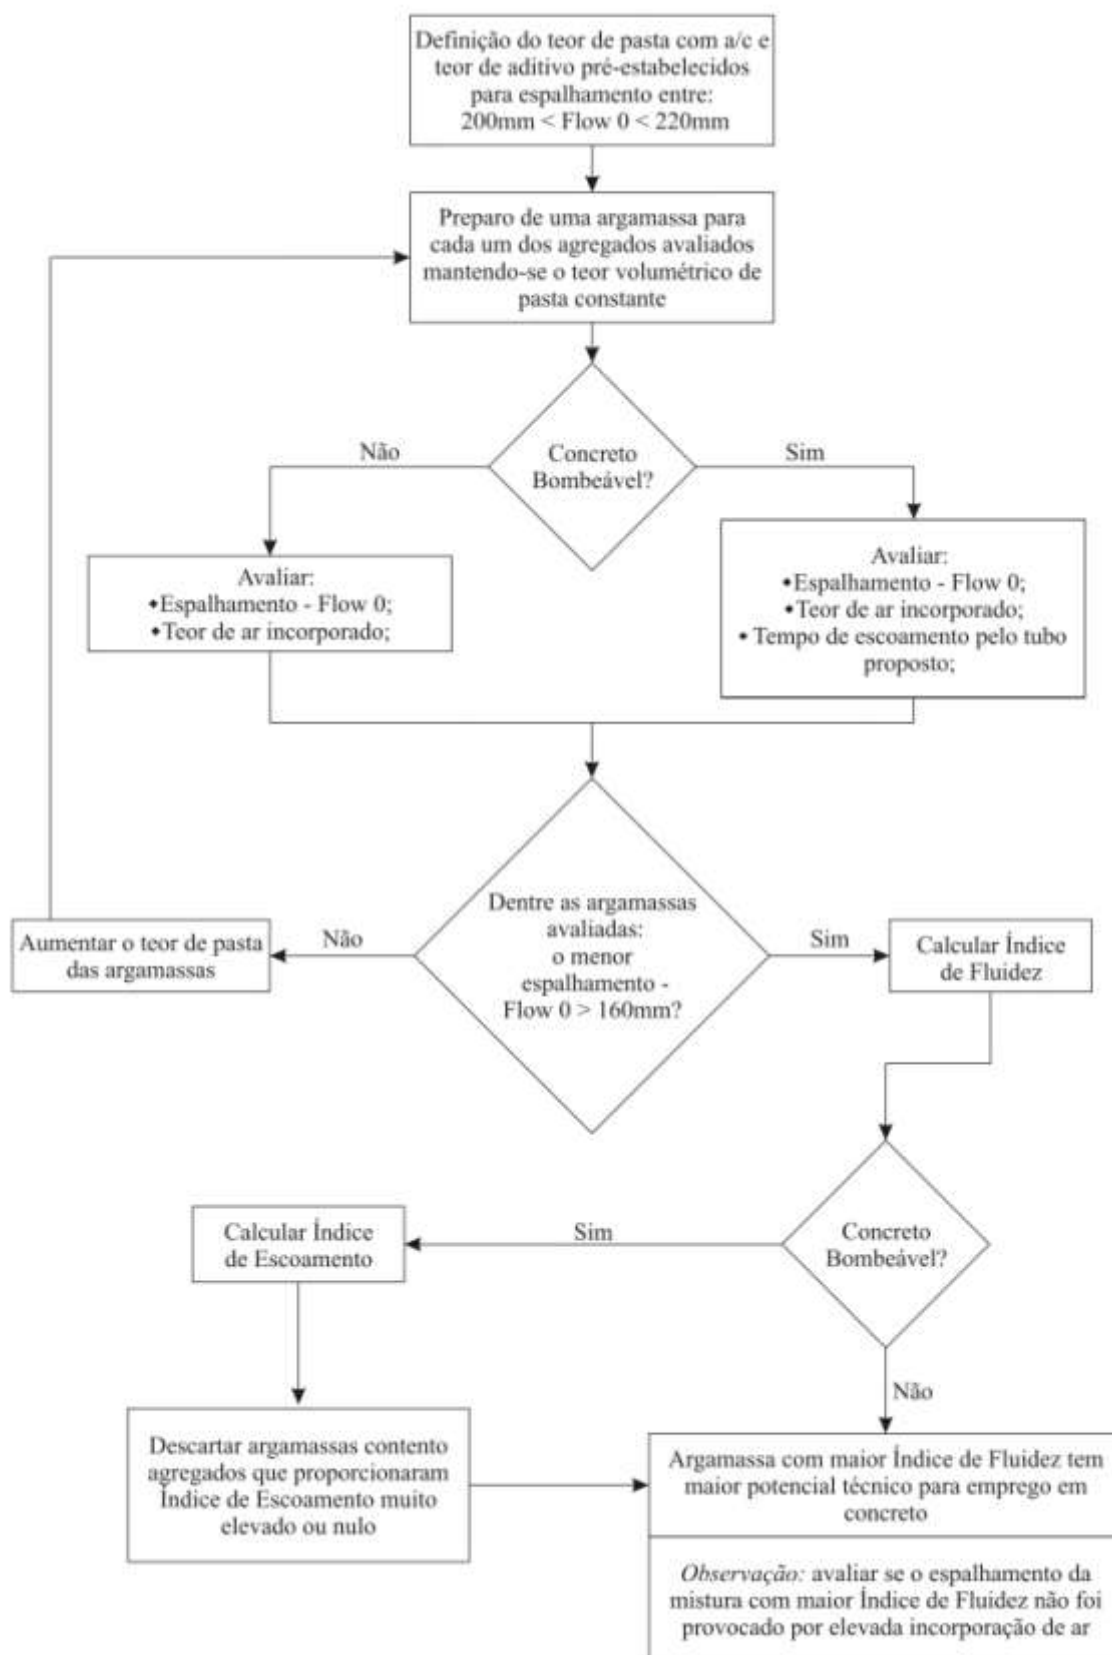 Definição do teor de pasta com a/c e
teor de aditivo pré-estabelecidos
para espalhamento entre:
200mm < Flow 0 < 220mm
Preparo de uma argamassa para
cada um dos agregados avaliados
mantendo-se o teor volumétrico de
pasta constante
Não
Concreto
Bombeável?
Sim
Avaliar:
◆Espalhamento - Flow 0;
◆Teor de ar incorporado;
Avaliar:
◆Espalhamento - Flow 0;
◆Teor de ar incorporado;
◆ Tempo de escoamento pelo tubo
proposto;
Aumentar o teor de pasta
das argamassas
Não
Dentre as argamassas
avaliadas:
o menor
espalhamento -
Flow 0 > 160mm?
Sim
Calcular Índice
de Fluidez
Calcular Índice
de Escoamento
Sim
Concreto
Bombeável?
Não
Descartar argamassas contento
agregados que proporcionaram
Índice de Escoamento muito
elevado ou nulo
Argamassa com maior Índice de Fluidez tem
maior potencial técnico para emprego em
concreto
Observação: avaliar se o espalhamento da
mistura com maior Índice de Fluidez não foi
provocado por elevada incorporação de ar